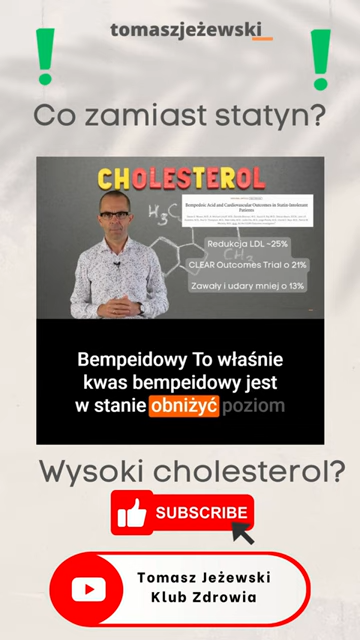 tomaszjeżewski
Co zamiast statyn?
CHOLESTEROL
Bempedoic Acid and Cardiovascular Outcomes in Statin-Intolerant
Patients
H₃C
Redukcja LDL ~25%
CLEAR Outcomes Trial o 21%
CH₃
Zawały i udary mniej o 13%
Bempeidowy To właśnie
kwas bempeidowy jest
w stanie obniżyć poziom
Wysoki cholesterol?
SUBSCRIBE
Tomasz Jeżewski
Klub Zdrowia